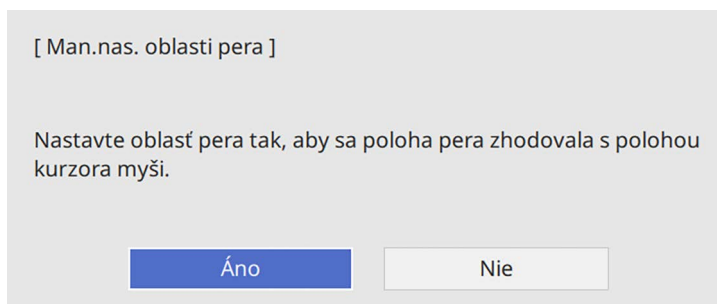 [ Man.nas. oblasti pera ]
Nastavte oblasť pera tak, aby sa poloha pera zhodovala s polohou
kurzora myši.
Áno
Nie